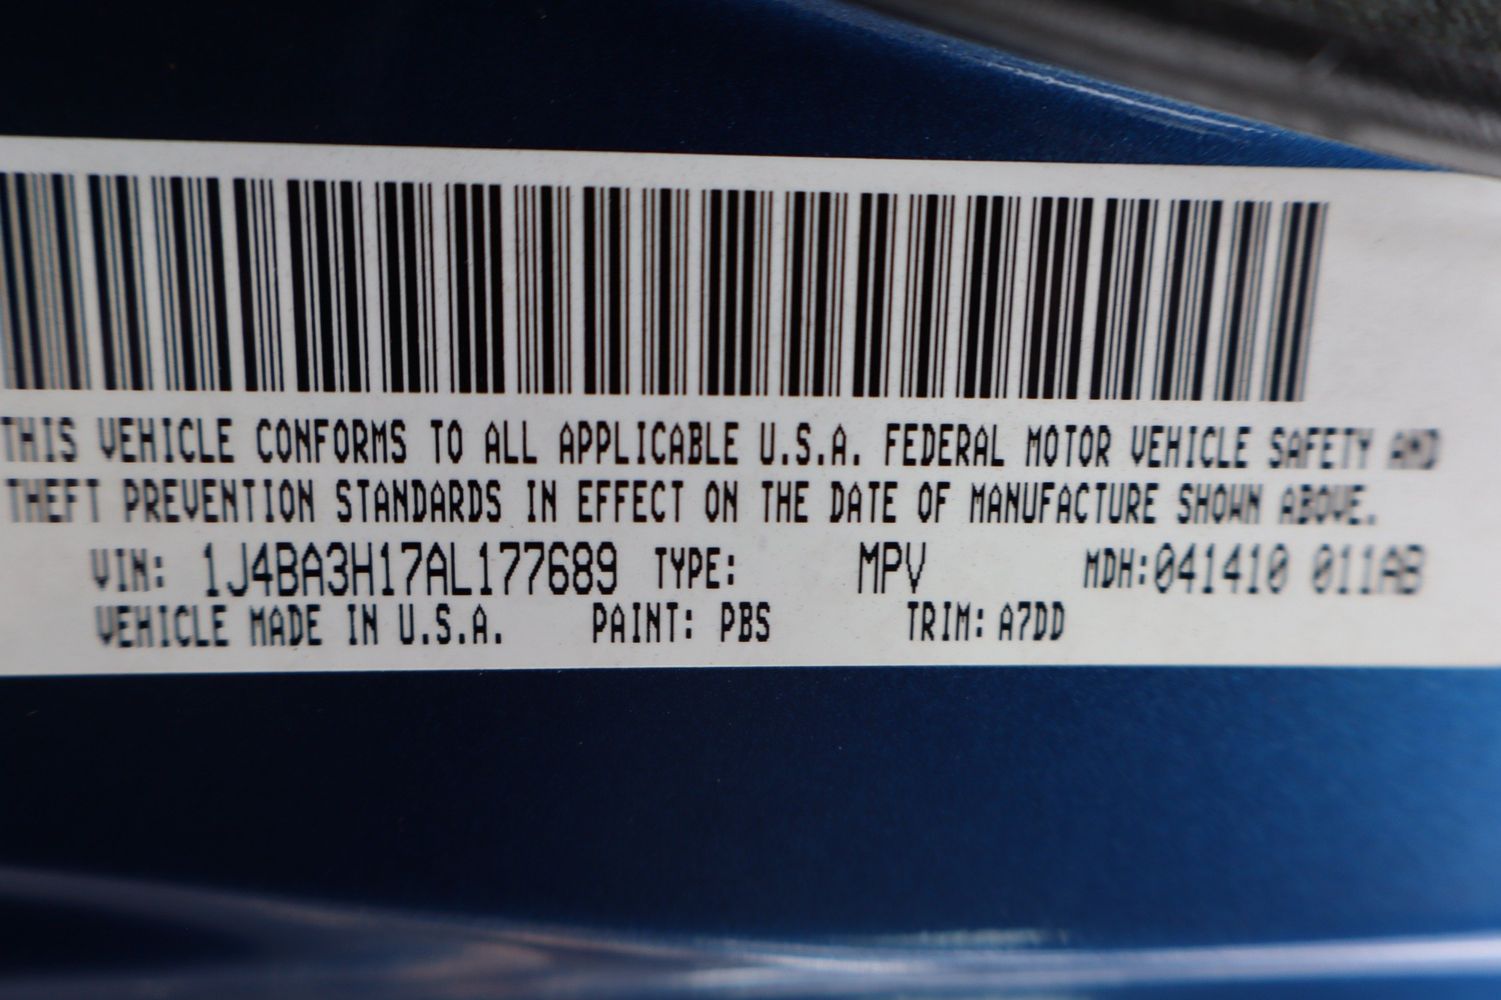 THIS VEHICLE CONFORMS TO ALL APPLICABLE U.S.A. FEDERAL MOTOR VEHICLE SAFETY AND
THEFT PREVENTION STANDARDS IN EFFECT ON THE DATE OF MANUFACTURE SHOWN ABOVE.
VIN: 1J4BA3H17AL177689 TYPE: MPV MDH:041410 011AB
VEHICLE MADE IN U.S.A. PAINT: PBS TRIM: A7DD